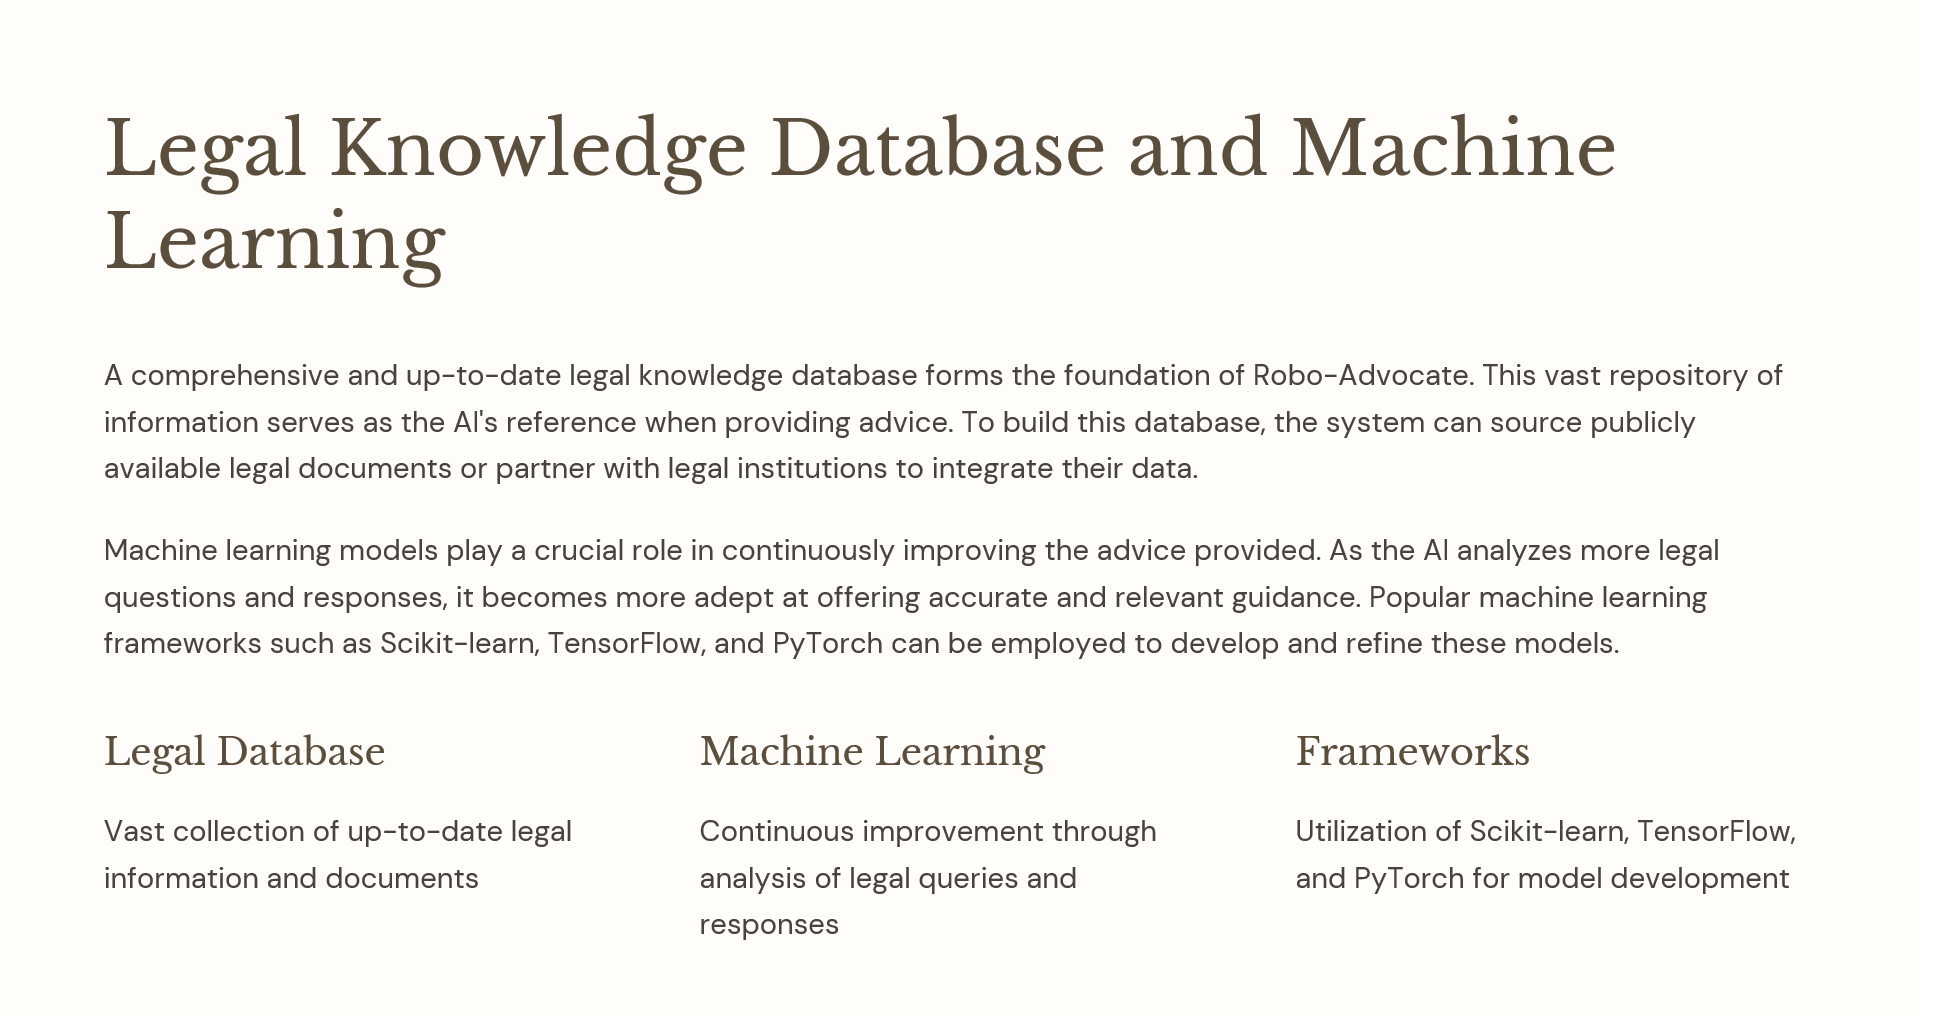 Legal Knowledge Database and Machine
Learning
A comprehensive and up-to-date legal knowledge database forms the foundation of Robo-Advocate. This vast repository of
information serves as the AI's reference when providing advice. To build this database, the system can source publicly
available legal documents or partner with legal institutions to integrate their data.
Machine learning models play a crucial role in continuously improving the advice provided. As the AI analyzes more legal
questions and responses, it becomes more adept at offering accurate and relevant guidance. Popular machine learning
frameworks such as Scikit-learn, TensorFlow, and PyTorch can be employed to develop and refine these models.
Legal Database
Vast collection of up-to-date legal
information and documents
Machine Learning
Continuous improvement through
analysis of legal queries and
responses
Frameworks
Utilization of Scikit-learn, TensorFlow,
and PyTorch for model development